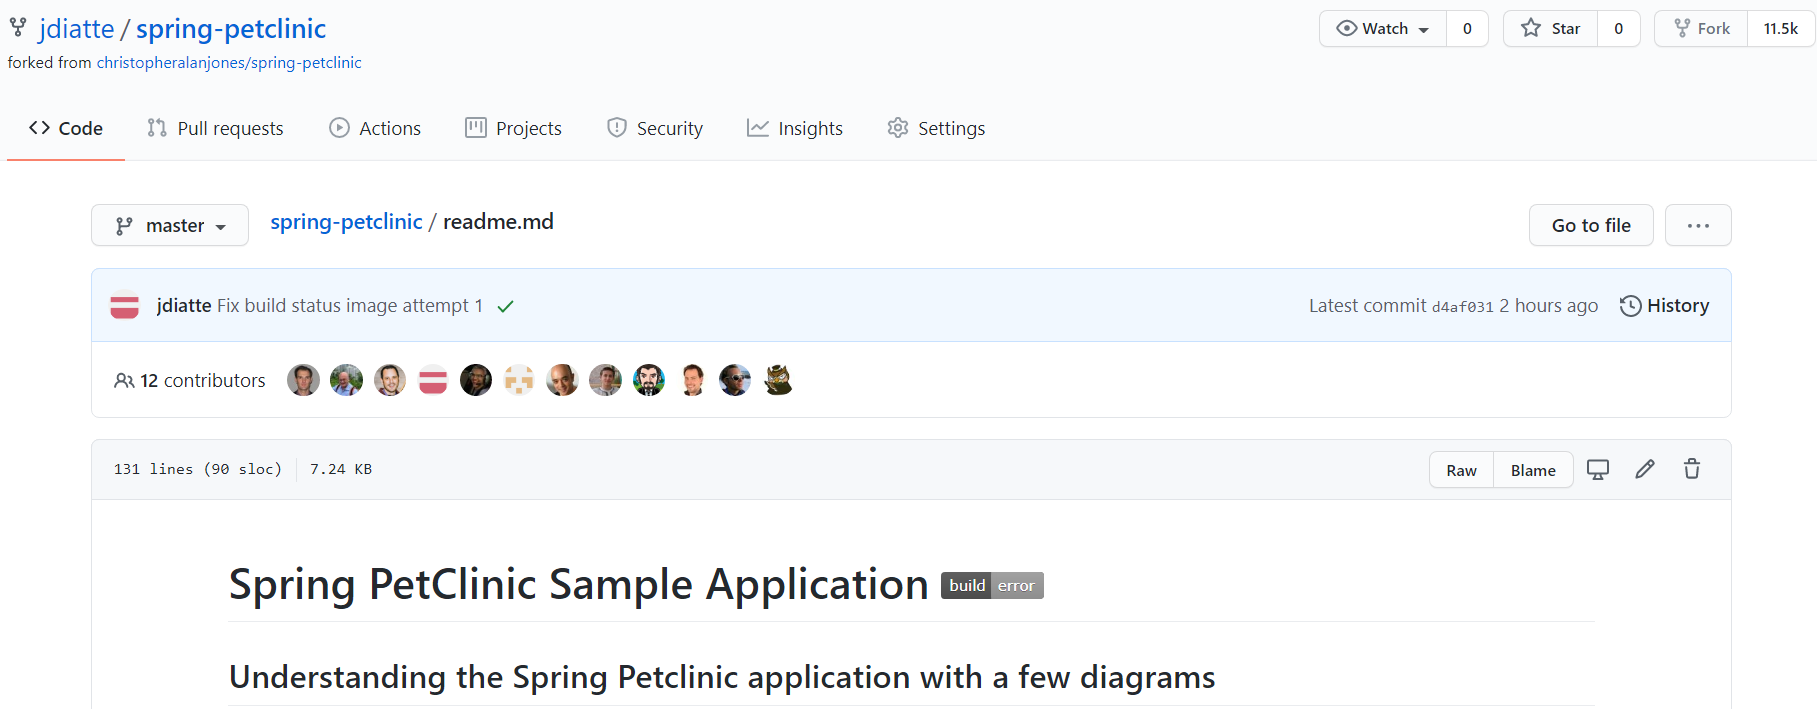 jdiatte / spring-petclinic
Watch 0 Star 0 Fork 11.5k
forked from christopheralanjones/spring-petclinic
Code Pull requests Actions Projects Security Insights Settings
master spring-petclinic / readme.md Go to file ...
jdiatte Fix build status image attempt 1 Latest commit d4af031 2 hours ago History
12 contributors
131 lines (90 sloc) 7.24 KB Raw Blame
Spring PetClinic Sample Application build error
Understanding the Spring Petclinic application with a few diagrams